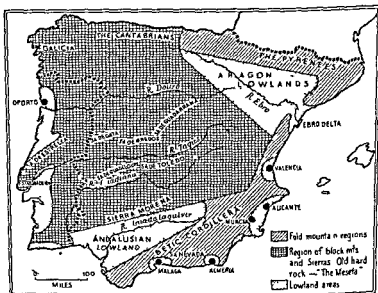 THE CANTABRIANS
GALICIA
THE PYRENEES
ARAGON
LOWLANDS
R. Douro
R. Ebro
OPORTO
EBRO DELTA
R. Tagus
VALENCIA
ALICANTE
SIERRA MORENA
MURCIA
R. Guadalquiver
ANDALUSIAN
LOWLAND
BETIC CORDILLERA
S. NEVADA
MALAGA
ALMERIA
MILES
100
Fold mountain regions
Region of block mts
and Sierras Old hard
rock —"The Meseta"
Lowland areas